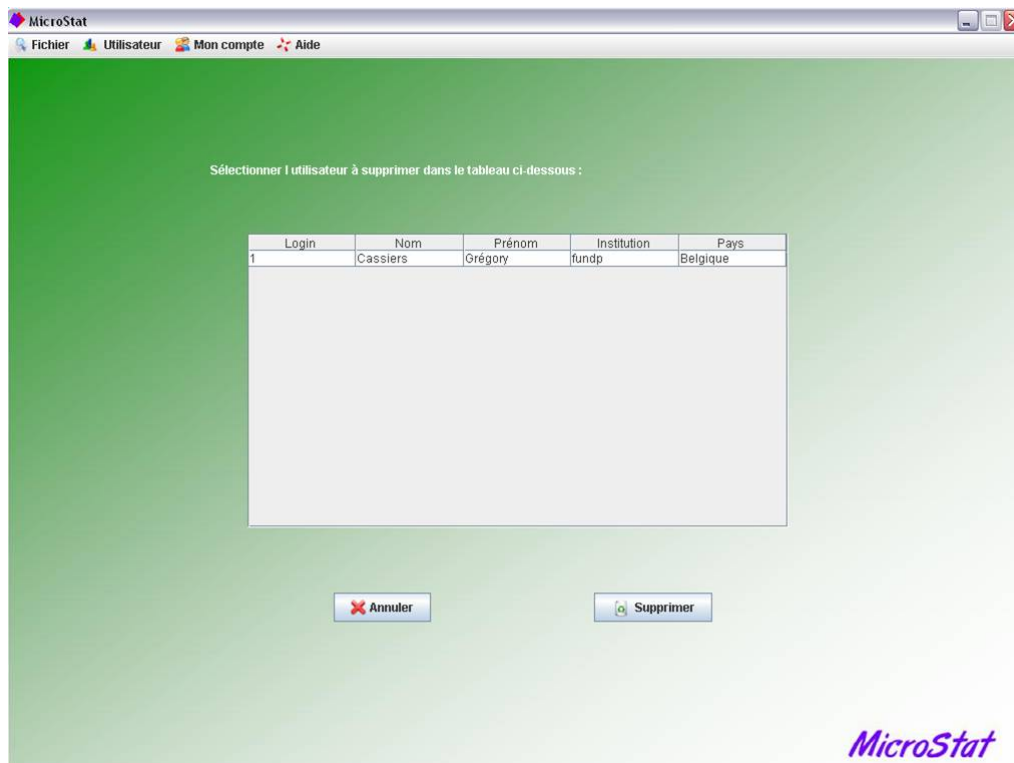 MicroStat
Fichier Utilisateur Mon compte Aide
Sélectionner l utilisateur à supprimer dans le tableau ci-dessous :
Login Nom Prénom Institution Pays
1 Cassiers Grégory fundp Belgique
Annuler Supprimer
MicroStat